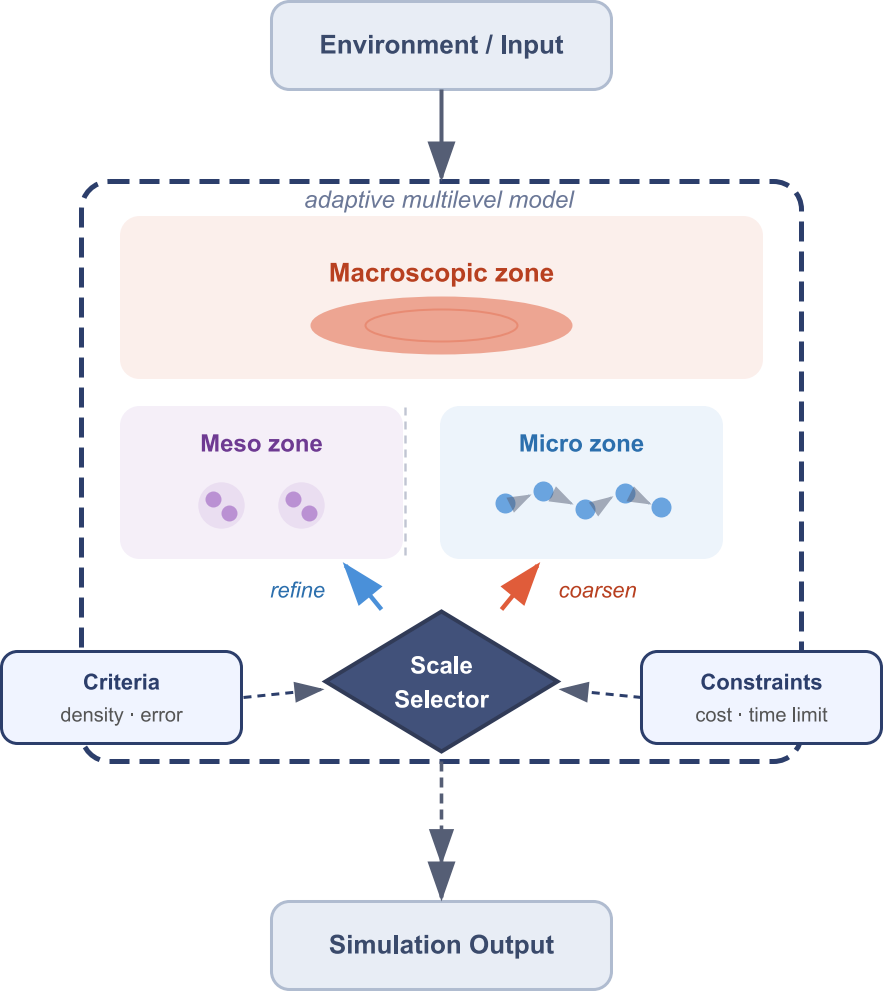 Environment / Input
adaptive multilevel model
Macroscopic zone
Meso zone
Micro zone
refine
coarsen
Scale
Selector
Criteria
density · error
Constraints
cost · time limit
Simulation Output